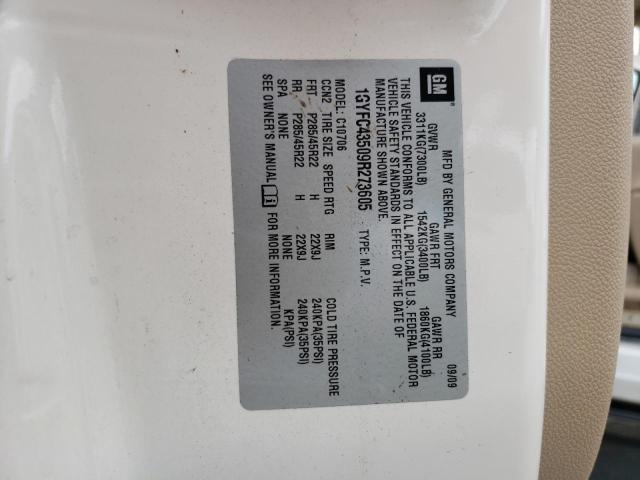 GM
MFD BY GENERAL MOTORS COMPANY 09/09
GVWR GAWR FRT GAWR RR
3311KG(7300LB) 1542KG(3400LB) 1860KG(4100LB)
THIS VEHICLE CONFORMS TO ALL APPLICABLE U.S. FEDERAL MOTOR
VEHICLE SAFETY STANDARDS IN EFFECT ON THE DATE OF
MANUFACTURE SHOWN ABOVE.
1GYFC43509R273605 TYPE: M.P.V.
MODEL: C10706
CCN2 TIRE SIZE SPEED RTG RIM COLD TIRE PRESSURE
FRT P285/45R22 H 22X9J 240KPA(35PSI)
RR P285/45R22 H 22X9J 240KPA(35PSI)
SPA NONE NONE KPA(PSI)
SEE OWNER'S MANUAL i FOR MORE INFORMATION.